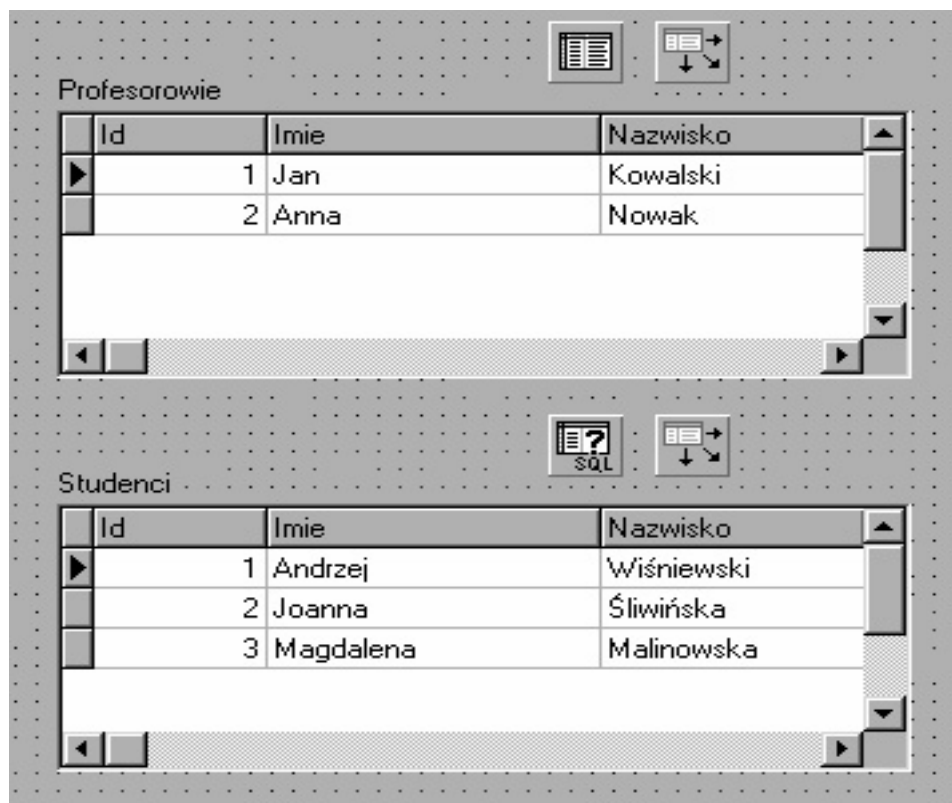 Profesorowie
Id Imie Nazwisko
1 Jan Kowalski
2 Anna Nowak
SQL
Studenci
Id Imie Nazwisko
1 Andrzej Wiśniewski
2 Joanna Śliwińska
3 Magdalena Malinowska